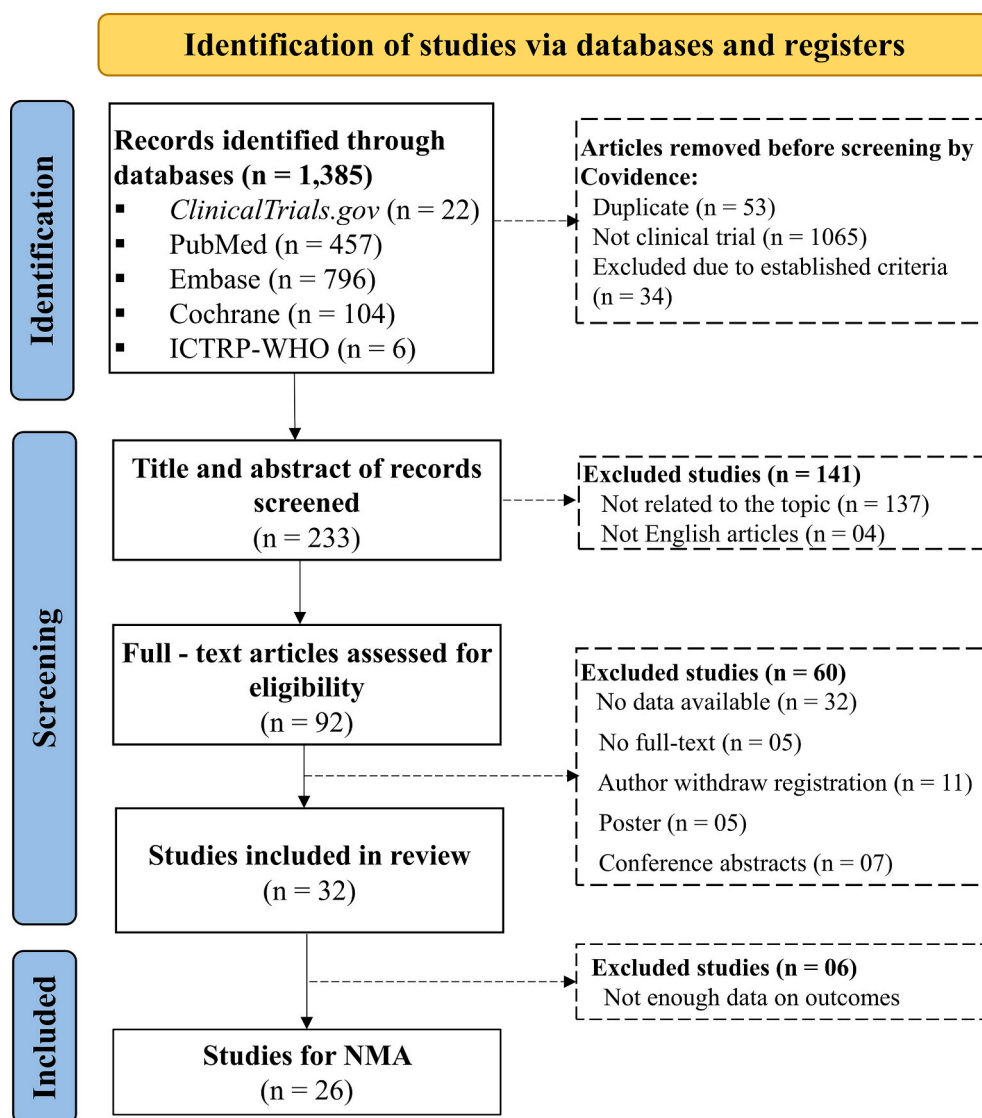 Identification of studies via databases and registers
Identification
Records identified through
databases (n = 1,385)
▪ ClinicalTrials.gov (n = 22)
▪ PubMed (n = 457)
▪ Embase (n = 796)
▪ Cochrane (n = 104)
▪ ICTRP-WHO (n = 6)
Articles removed before screening by
Covidence:
Duplicate (n = 53)
Not clinical trial (n = 1065)
Excluded due to established criteria
(n = 34)
Screening
Title and abstract of records
screened
(n = 233)
Excluded studies (n = 141)
Not related to the topic (n = 137)
Not English articles (n = 04)
Full - text articles assessed for
eligibility
(n = 92)
Excluded studies (n = 60)
No data available (n = 32)
No full-text (n = 05)
Author withdraw registration (n = 11)
Poster (n = 05)
Conference abstracts (n = 07)
Studies included in review
(n = 32)
Included
Excluded studies (n = 06)
Not enough data on outcomes
Studies for NMA
(n = 26)